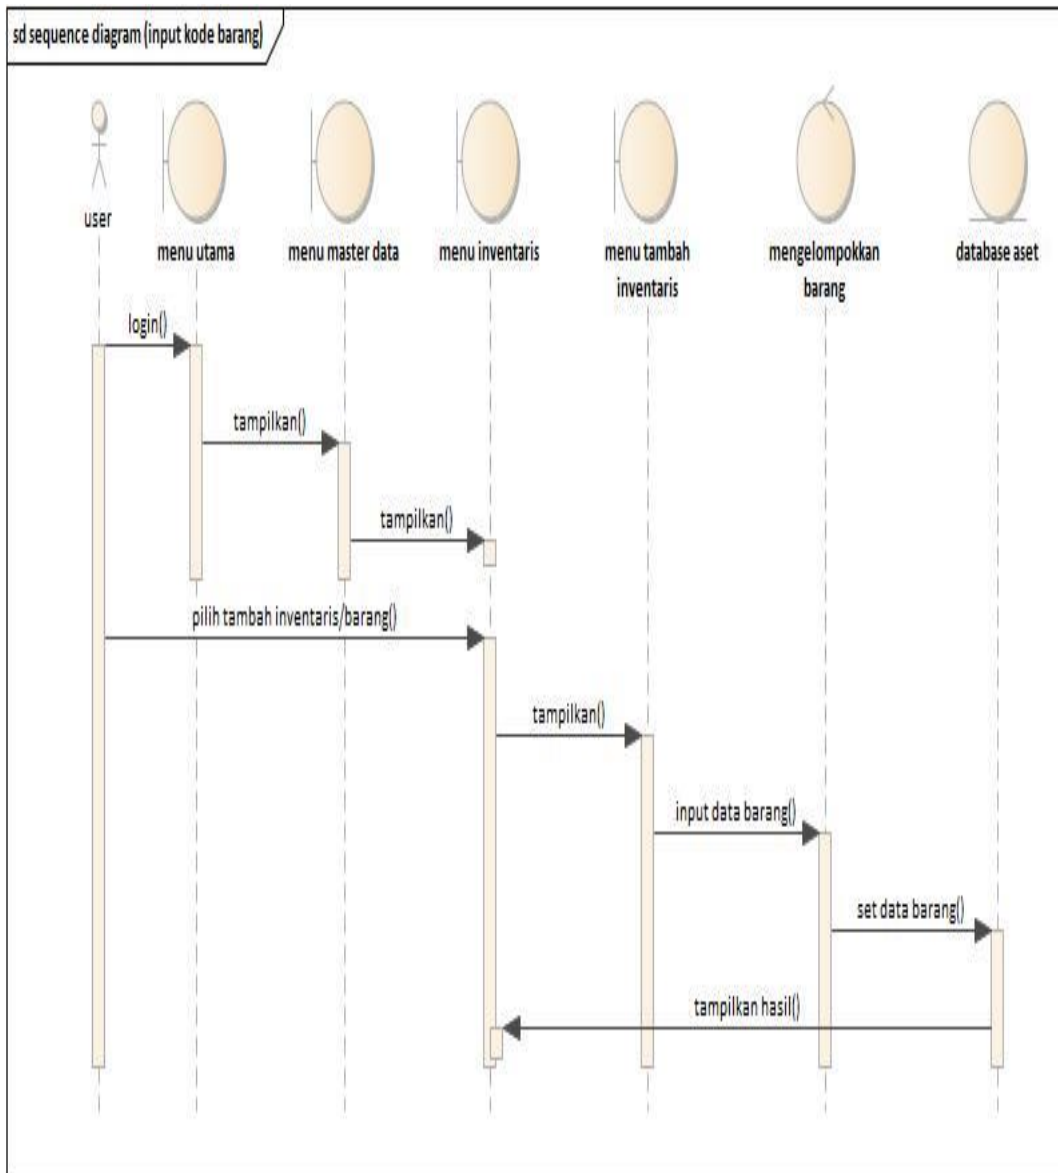 sd sequence diagram (input kode barang)
user
menu utama
menu master data
menu inventaris
menu tambah
inventaris
mengelompokkan
barang
database aset
login()
tampilkan()
tampilkan()
pilih tambah inventaris/barang()
tampilkan()
input data barang()
set data barang()
tampilkan hasil()